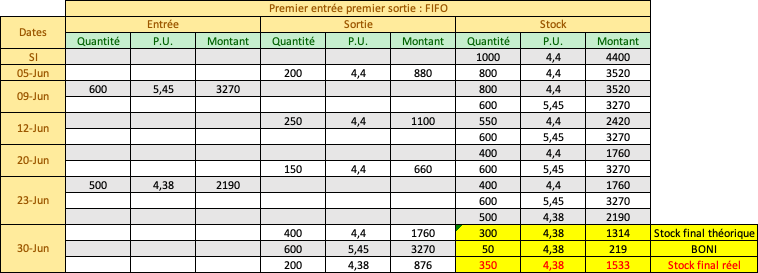 Premier entrée premier sortie : FIFO
Dates Entrée Sortie Stock
Quantité P.U. Montant Quantité P.U. Montant Quantité P.U. Montant
SI 1000 4,4 4400
05-Jun 200 4,4 880 800 4,4 3520
09-Jun 600 5,45 3270 800 4,4 3520
600 5,45 3270
12-Jun 250 4,4 1100 550 4,4 2420
600 5,45 3270
20-Jun 400 4,4 1760
150 4,4 660 600 5,45 3270
23-Jun 500 4,38 2190 400 4,4 1760
600 5,45 3270
500 4,38 2190
30-Jun 400 4,4 1760 300 4,38 1314 Stock final théorique
600 5,45 3270 50 4,38 219 BONI
200 4,38 876 350 4,38 1533 Stock final réel